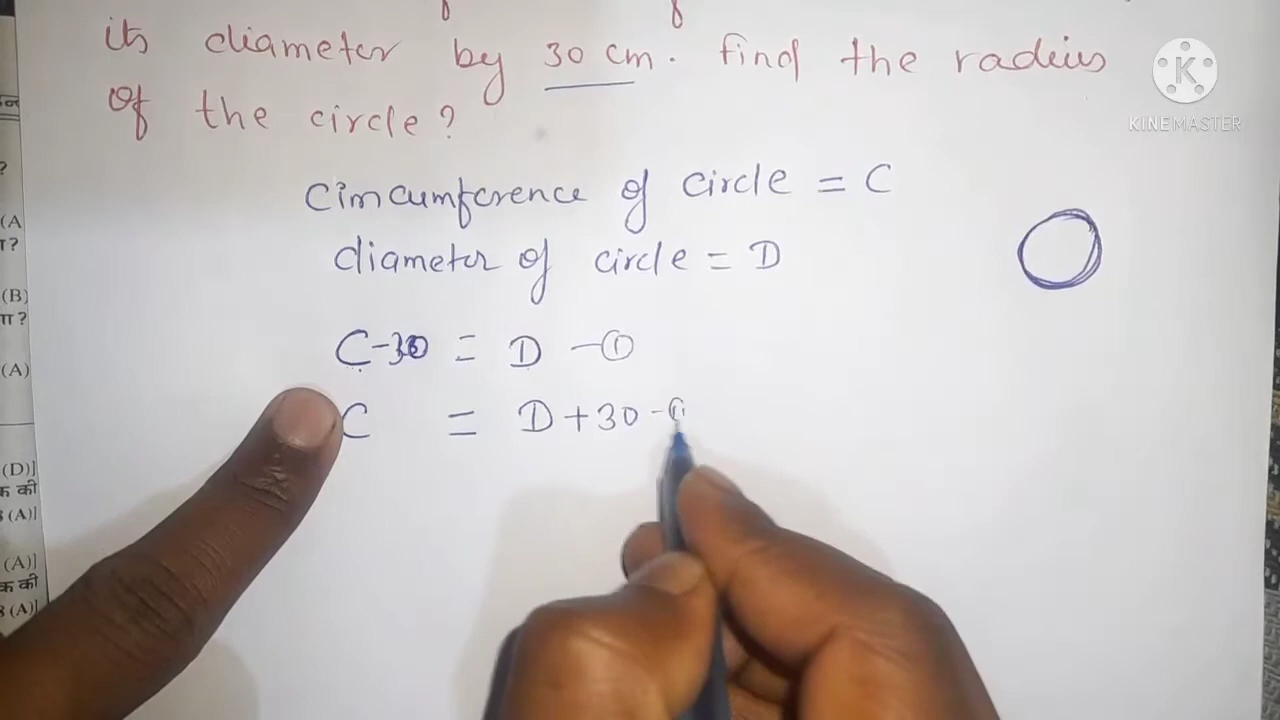 its diameter by 30 cm. find the radius
of the circle?
KINEMASTER
Circumference of circle = C
diameter of circle = D
C-30 = D -①
C = D+30 -①
?
(A
(B)
?
(A)
(D)]
क की
(A)]
(A)]
क की
(A)]